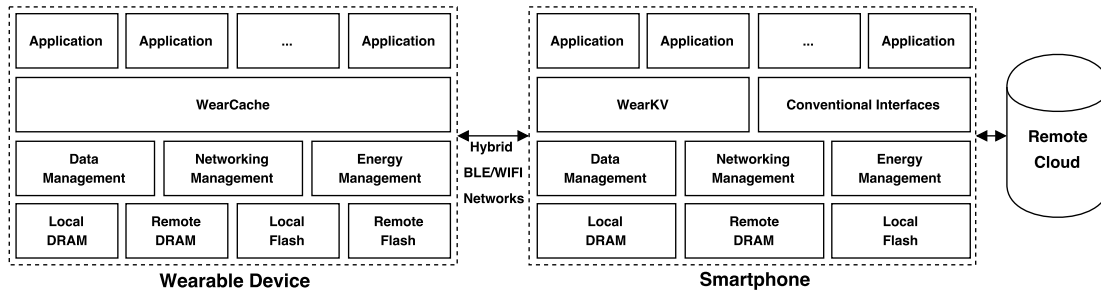 Application Application ... Application
WearCache
Data Management Networking Management Energy Management
Local DRAM Remote DRAM Local Flash Remote Flash
Wearable Device
Hybrid
BLE/WIFI
Networks
Application Application ... Application
WearKV Conventional Interfaces
Data Management Networking Management Energy Management
Local DRAM Remote DRAM Local Flash
Smartphone
Remote
Cloud